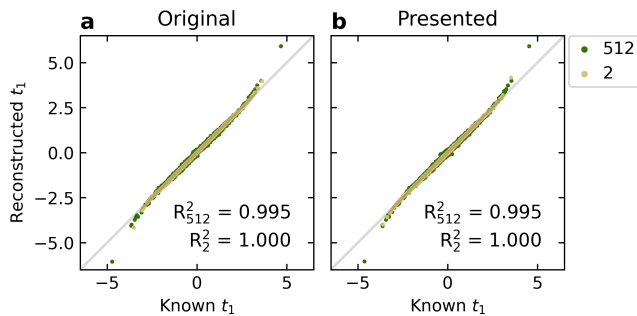 a Original
b Presented
Reconstructed t₁
5.0
2.5
0.0
−2.5
−5.0
R²₅₁₂ = 0.995
R²₂ = 1.000
R²₅₁₂ = 0.995
R²₂ = 1.000
−5 0 5
−5 0 5
Known t₁
Known t₁
512
2